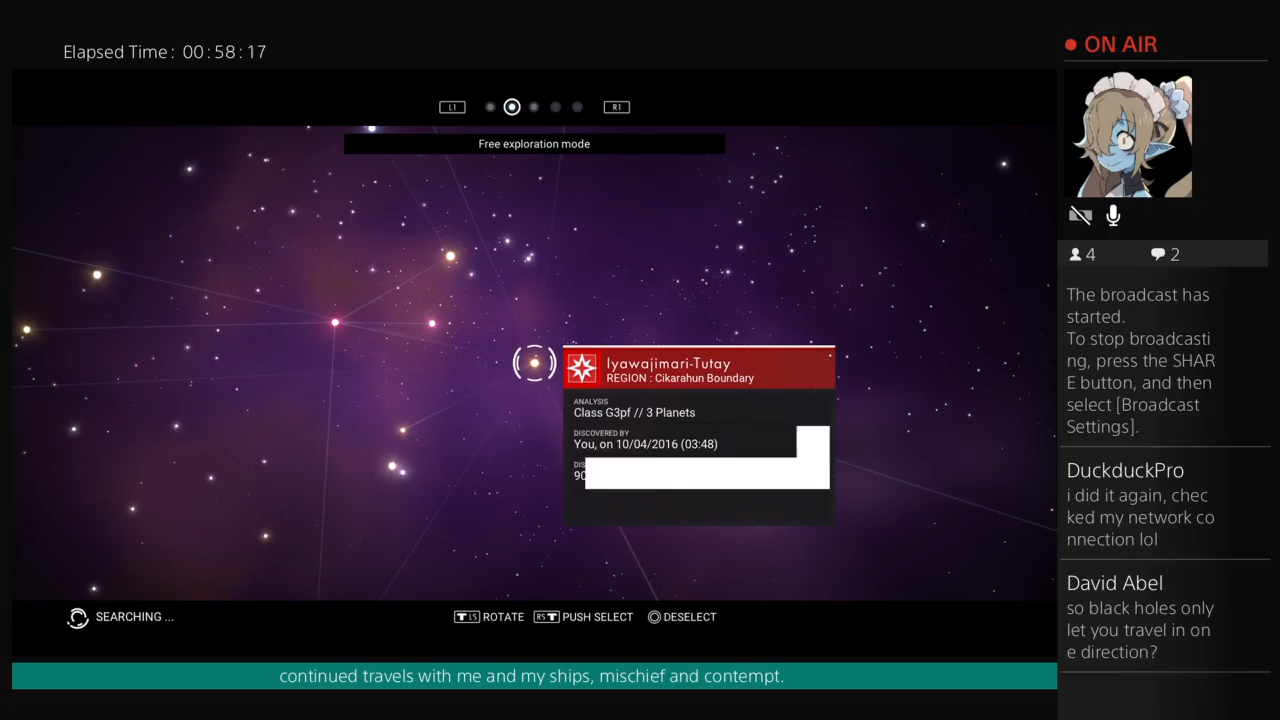 Elapsed Time: 00:58:17
ON AIR
L1
R1
Free exploration mode
Iyawajimari-Tutay
REGION : Cikarahun Boundary
ANALYSIS
Class G3pf // 3 Planets
DISCOVERED BY
You, on 10/04/2016 (03:48)
DIS
90
SEARCHING ...
LS ROTATE RS PUSH SELECT DESELECT
continued travels with me and my ships, mischief and contempt.
4 2
The broadcast has
started.
To stop broadcasti
ng, press the SHAR
E button, and then
select [Broadcast
Settings].
DuckduckPro
i did it again, chec
ked my network co
nnection lol
David Abel
so black holes only
let you travel in on
e direction?